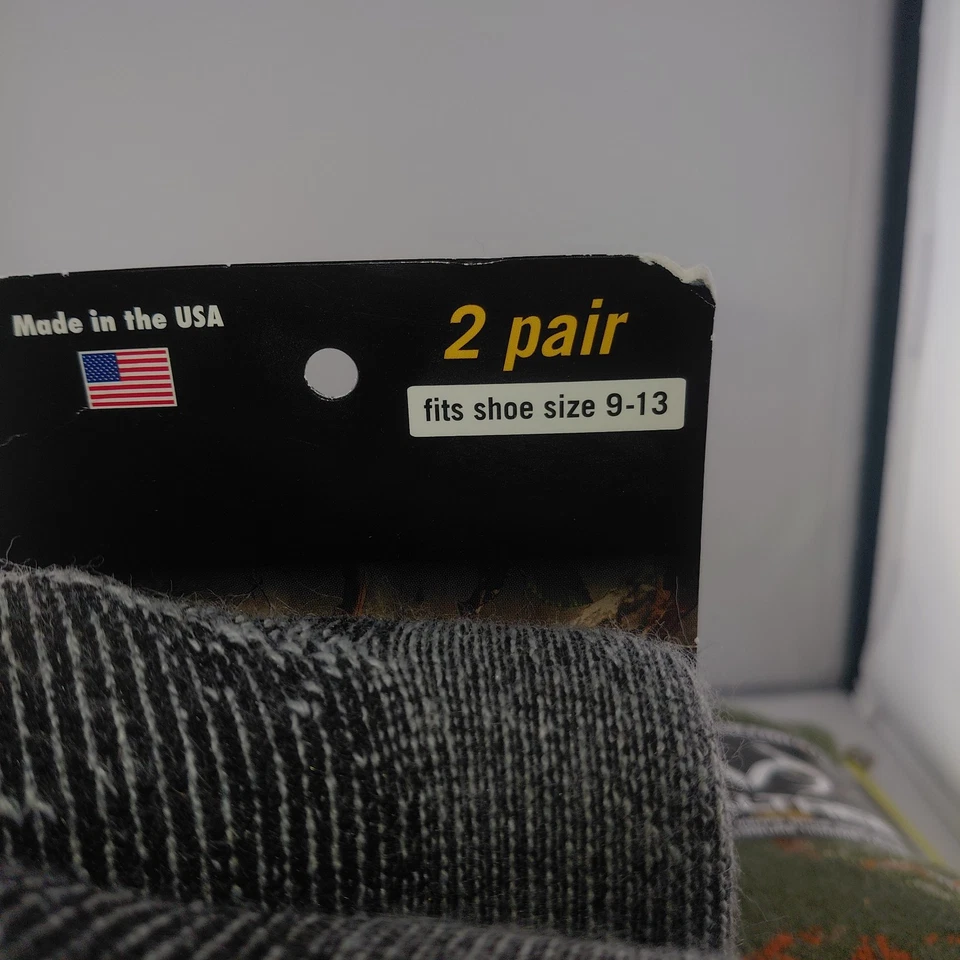 Made in the USA
2 pair
fits shoe size 9-13